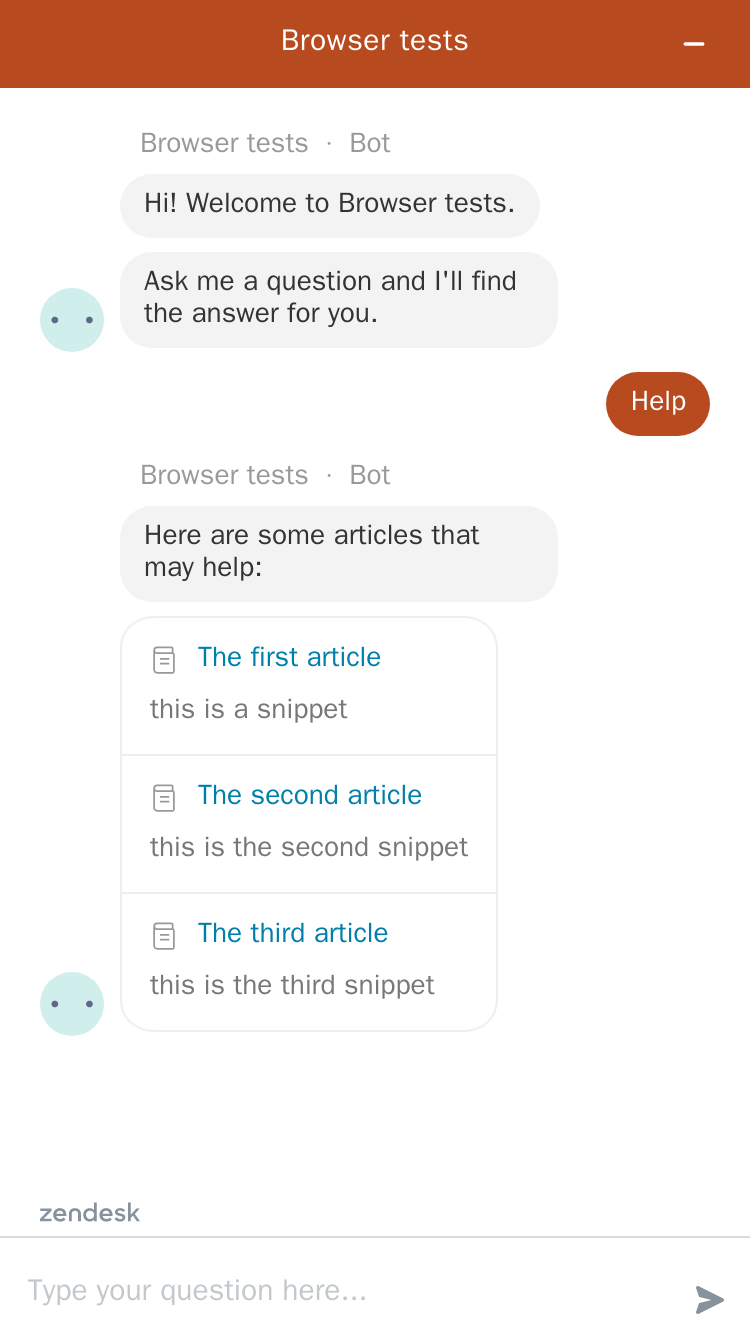 Browser tests
Browser tests · Bot
Hi! Welcome to Browser tests.
Ask me a question and I'll find
the answer for you.
Help
Browser tests · Bot
Here are some articles that
may help:
The first article
this is a snippet
The second article
this is the second snippet
The third article
this is the third snippet
zendesk
Type your question here...